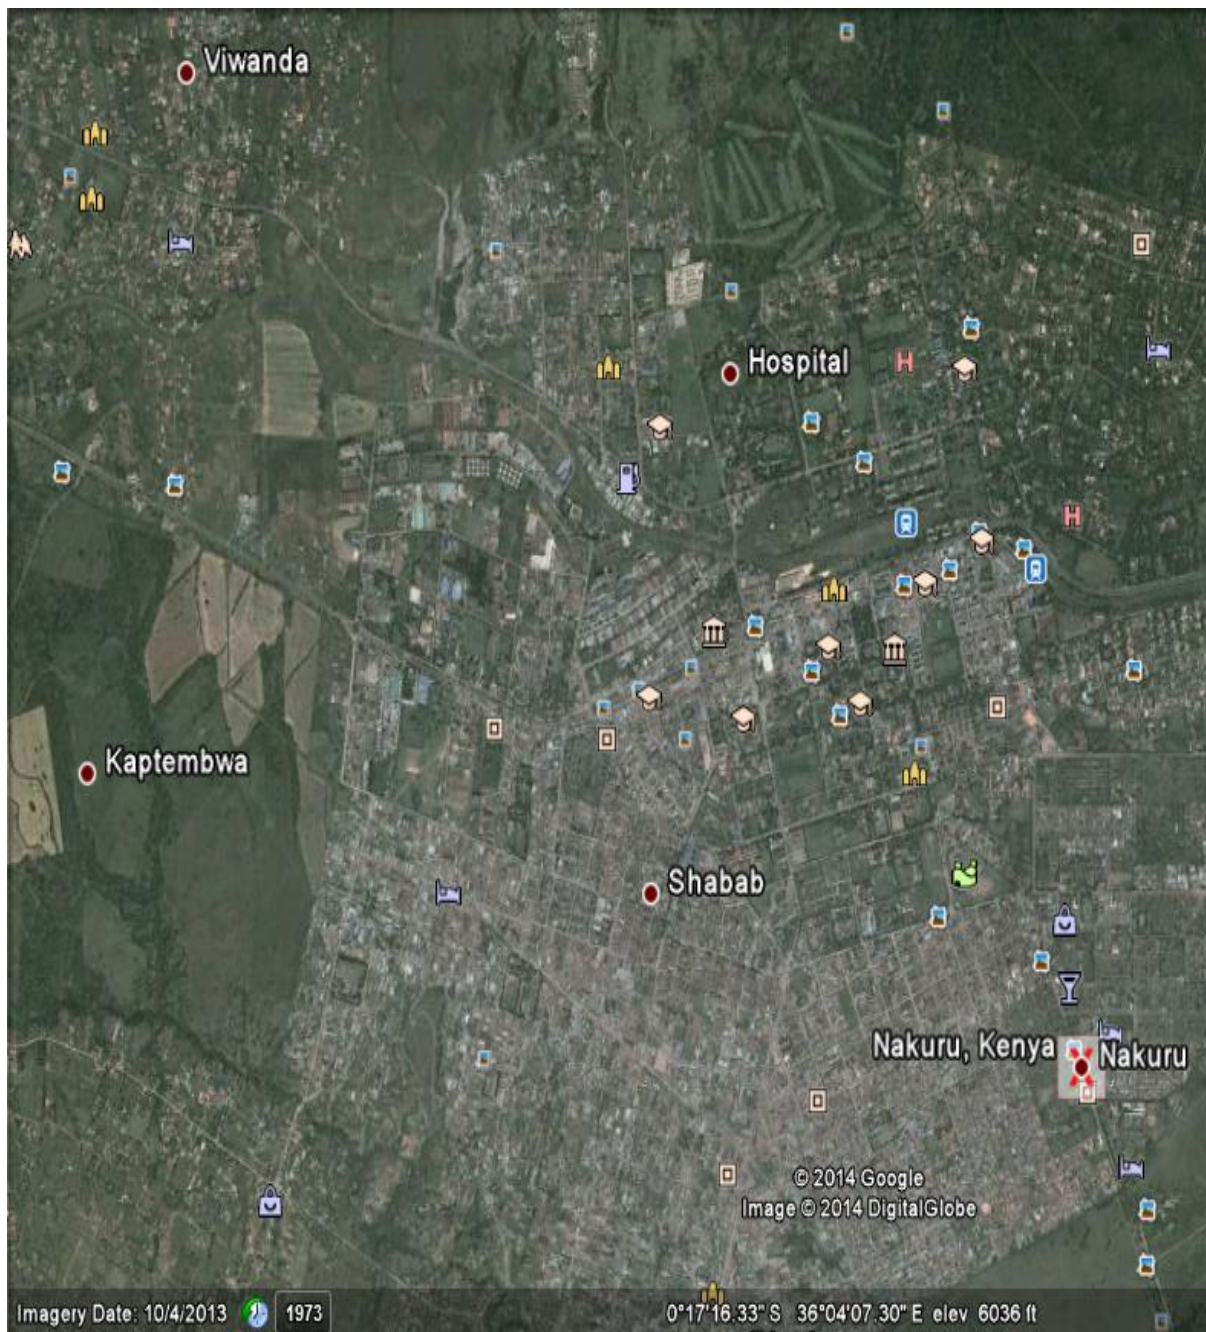 Viwanda
Hospital
H
H
Kaptembwa
Shabab
Nakuru, Kenya
Nakuru
© 2014 Google
Image © 2014 DigitalGlobe
Imagery Date: 10/4/2013
1973
0°17'16.33" S 36°04'07.30" E elev 6036 ft